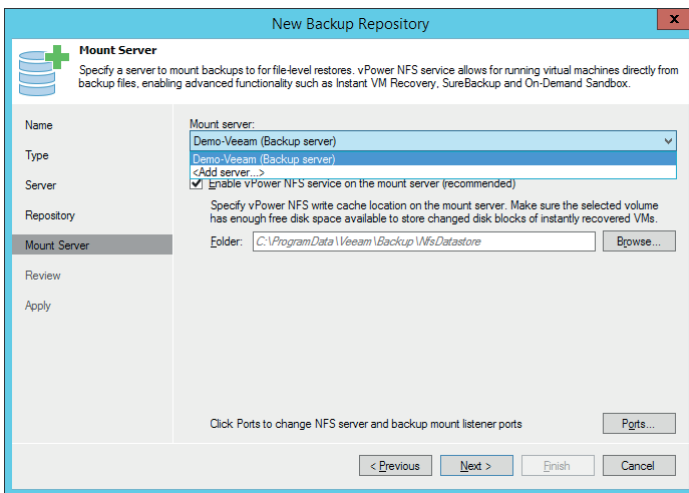 New Backup Repository
x
Mount Server
Specify a server to mount backups to for file-level restores. vPower NFS service allows for running virtual machines directly from
backup files, enabling advanced functionality such as Instant VM Recovery, SureBackup and On-Demand Sandbox.
Name
Type
Server
Repository
Mount Server
Review
Apply
Mount server:
Demo-Veeam (Backup server)
Demo-Veeam (Backup server)
<Add server...>
Enable vPower NFS service on the mount server (recommended)
Specify vPower NFS write cache location on the mount server. Make sure the selected volume
has enough free disk space available to store changed disk blocks of instantly recovered VMs.
Folder: C:\ProgramData\Veeam\Backup\NfsDatastore Browse...
Click Ports to change NFS server and backup mount listener ports Ports...
< Previous Next > Finish Cancel